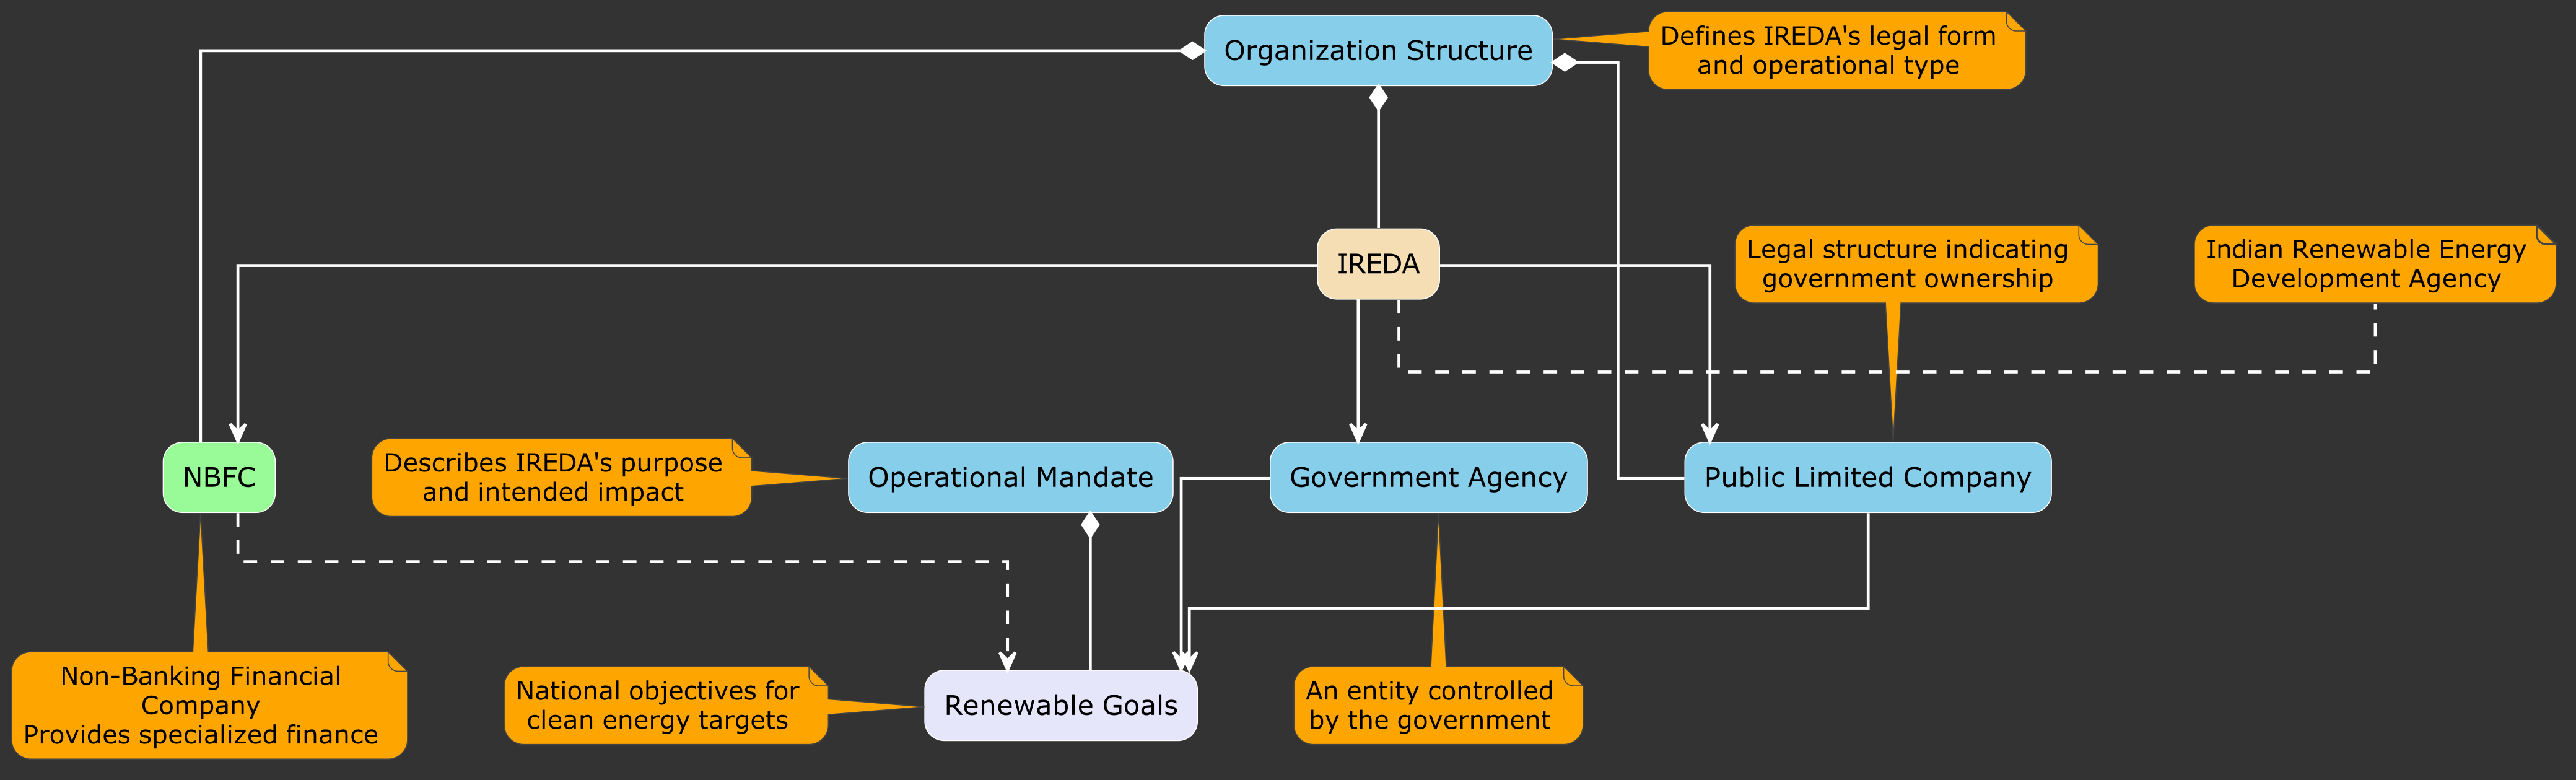 Organization Structure
Defines IREDA's legal form
and operational type
IREDA
Legal structure indicating
government ownership
Indian Renewable Energy
Development Agency
NBFC
Describes IREDA's purpose
and intended impact
Operational Mandate
Government Agency
Public Limited Company
Non-Banking Financial
Company
Provides specialized finance
National objectives for
clean energy targets
Renewable Goals
An entity controlled
by the government